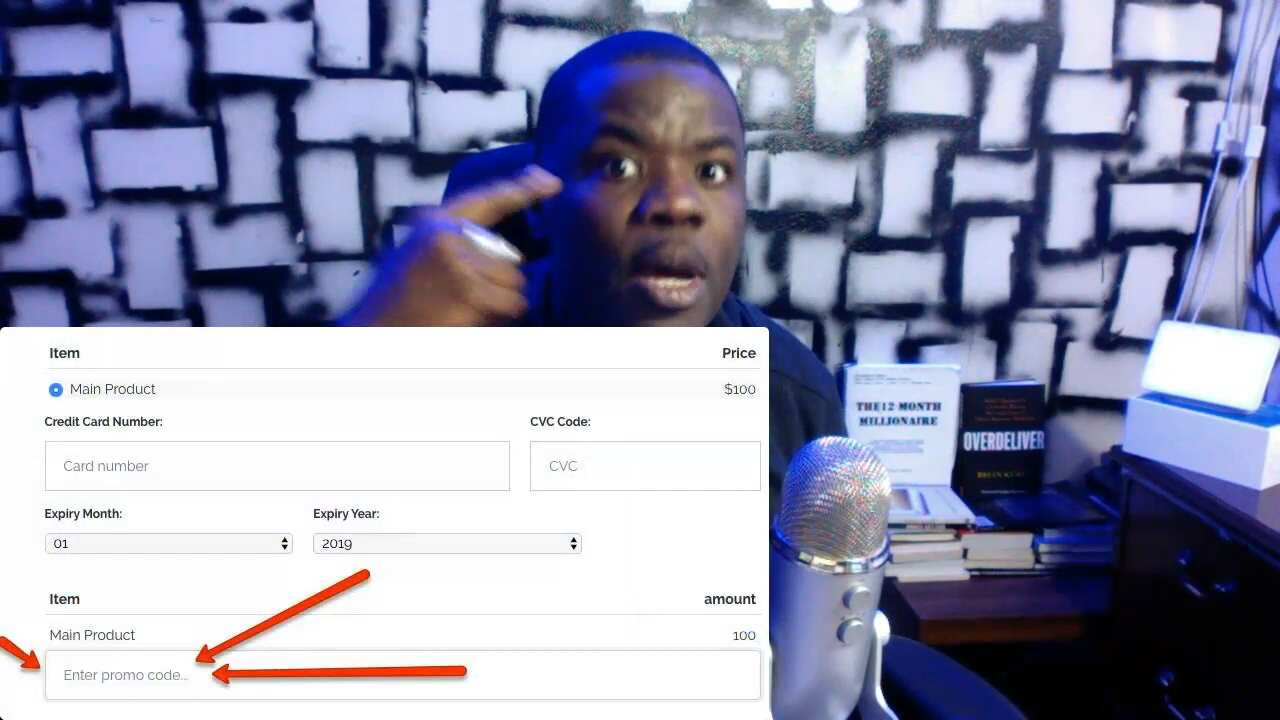 Item Price
Main Product $100
Credit Card Number: CVC Code:
Card number CVC
Expiry Month: Expiry Year:
01 2019
Item amount
Main Product 100
Enter promo code...
THE 12-MONTH
MILLIONAIRE
OVERDELIVER
BRIAN